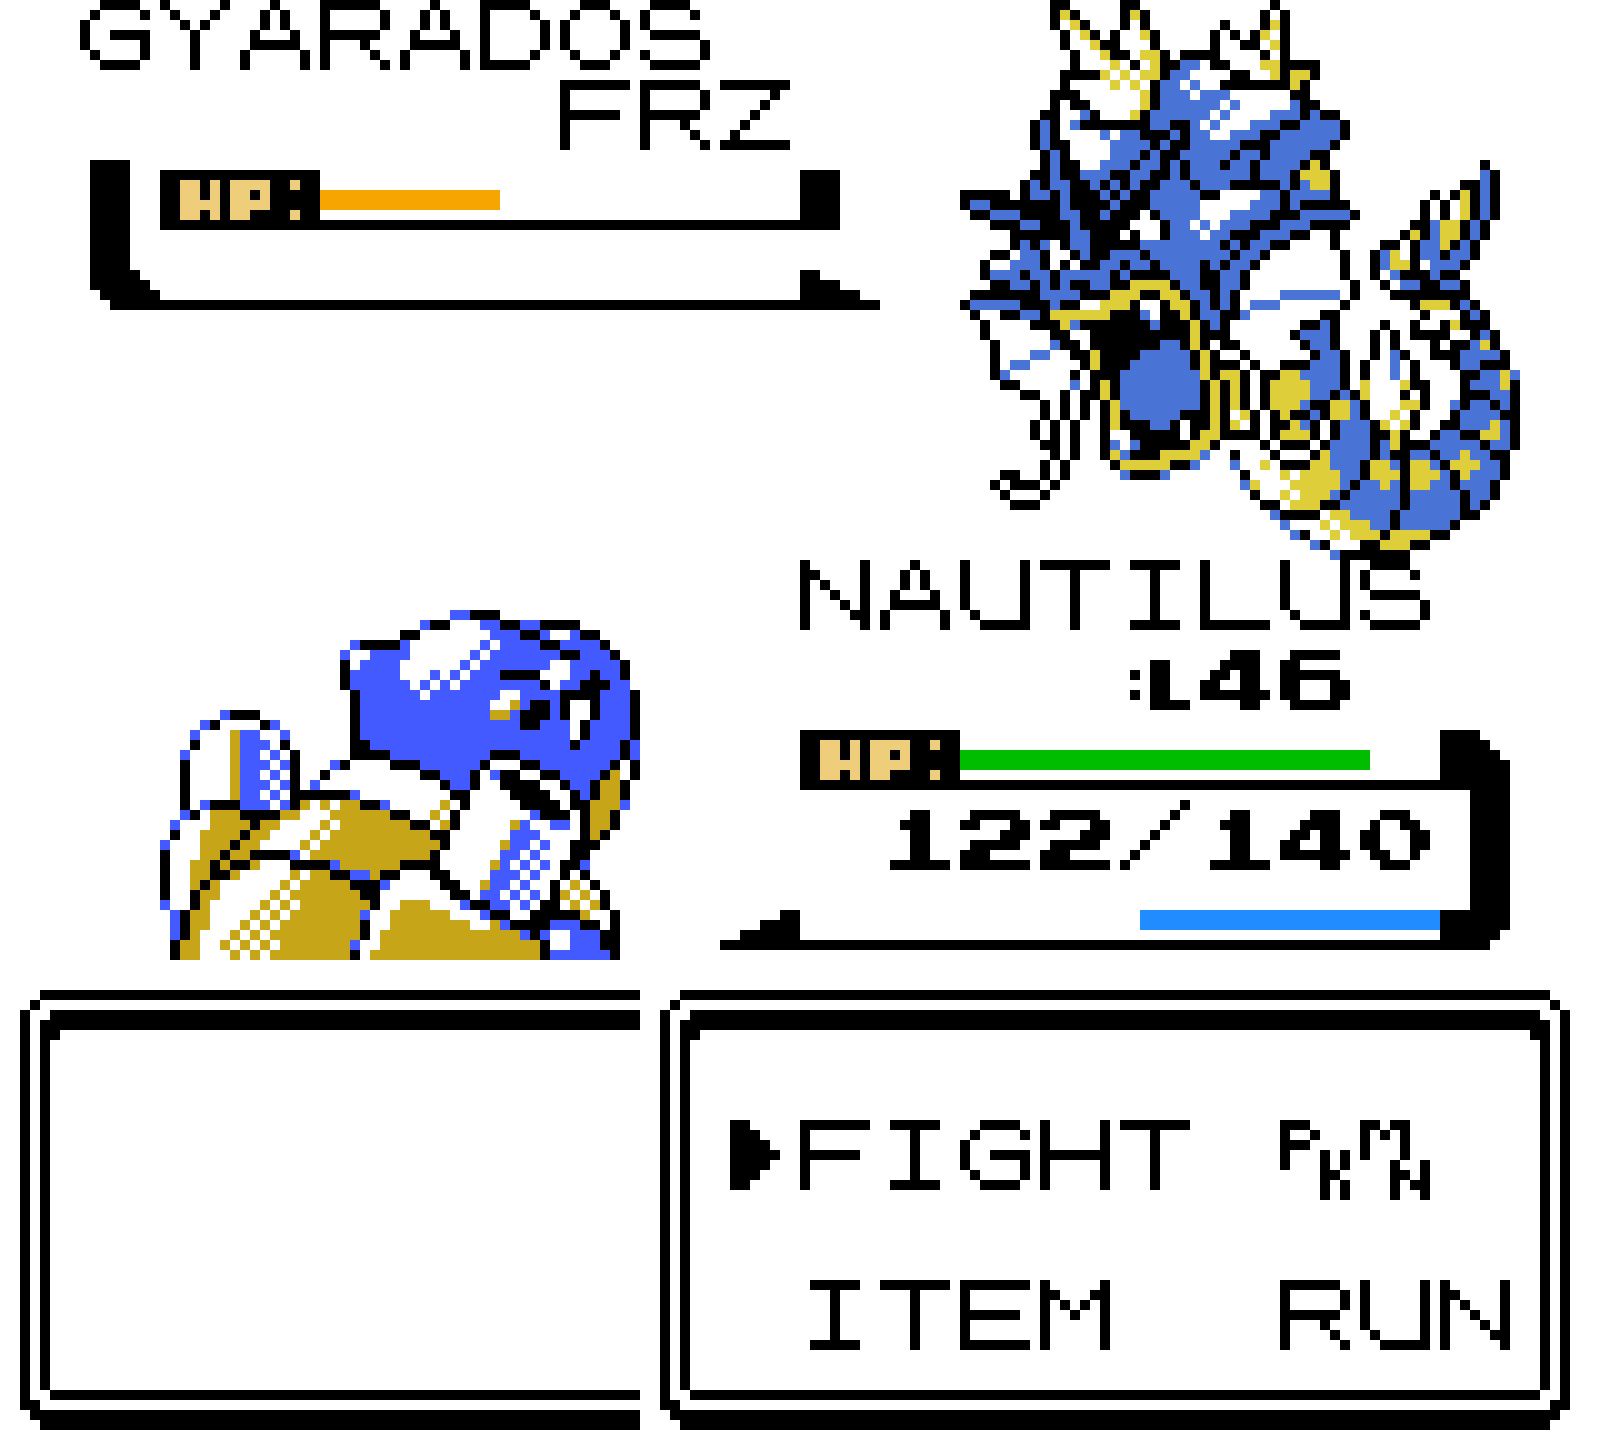 GYARADOS
FRZ
HP:
NAUTILUS
:L46
HP:
122/140
FIGHT PKMN
ITEM RUN